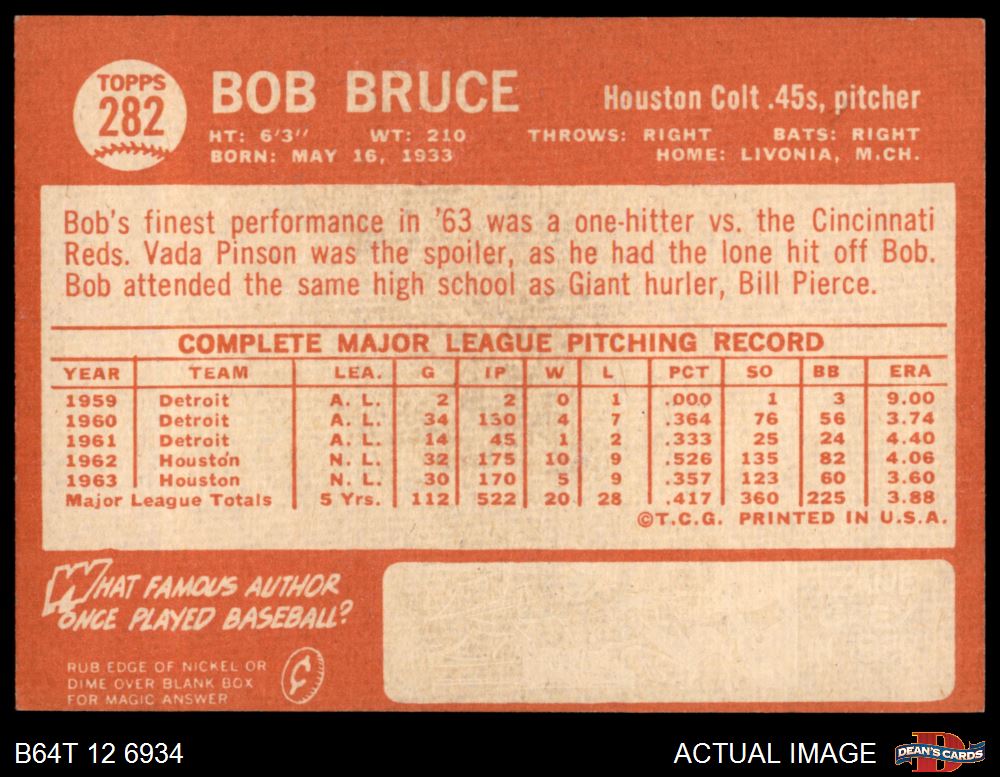 TOPPS
282
BOB BRUCE
Houston Colt .45s, pitcher
HT: 6'3" WT: 210 THROWS: RIGHT BATS: RIGHT
BORN: MAY 16, 1933 HOME: LIVONIA, M.CH.
Bob's finest performance in '63 was a one-hitter vs. the Cincinnati
Reds. Vada Pinson was the spoiler, as he had the lone hit off Bob.
Bob attended the same high school as Giant hurler, Bill Pierce.
COMPLETE MAJOR LEAGUE PITCHING RECORD
YEAR TEAM LEA. G IP W L PCT SO BB ERA
1959 Detroit A. L. 2 2 0 1 .000 1 3 9.00
1960 Detroit A. L. 34 130 4 7 .364 76 56 3.74
1961 Detroit A. L. 14 45 1 2 .333 25 24 4.40
1962 Houston N. L. 32 175 10 9 .526 135 82 4.06
1963 Houston N. L. 30 170 5 9 .357 123 60 3.60
Major League Totals 5 Yrs. 112 522 20 28 .417 360 225 3.88
©T.C.G. PRINTED IN U.S.A.
WHAT FAMOUS AUTHOR
ONCE PLAYED BASEBALL?
RUB EDGE OF NICKEL OR
DIME OVER BLANK BOX
FOR MAGIC ANSWER
B64T 12 6934
ACTUAL IMAGE
DEAN'S CARDS